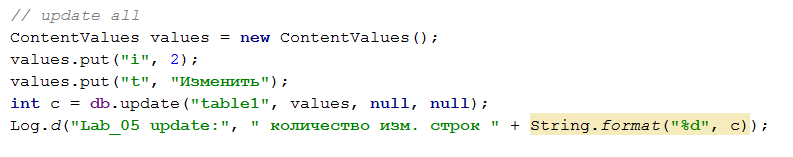 // update all
ContentValues values = new ContentValues();
values.put("i", 2);
values.put("t", "Изменить");
int c = db.update("table1", values, null, null);
Log.d("Lab_05 update:", " количество изм. строк " + String.format("%d", c));